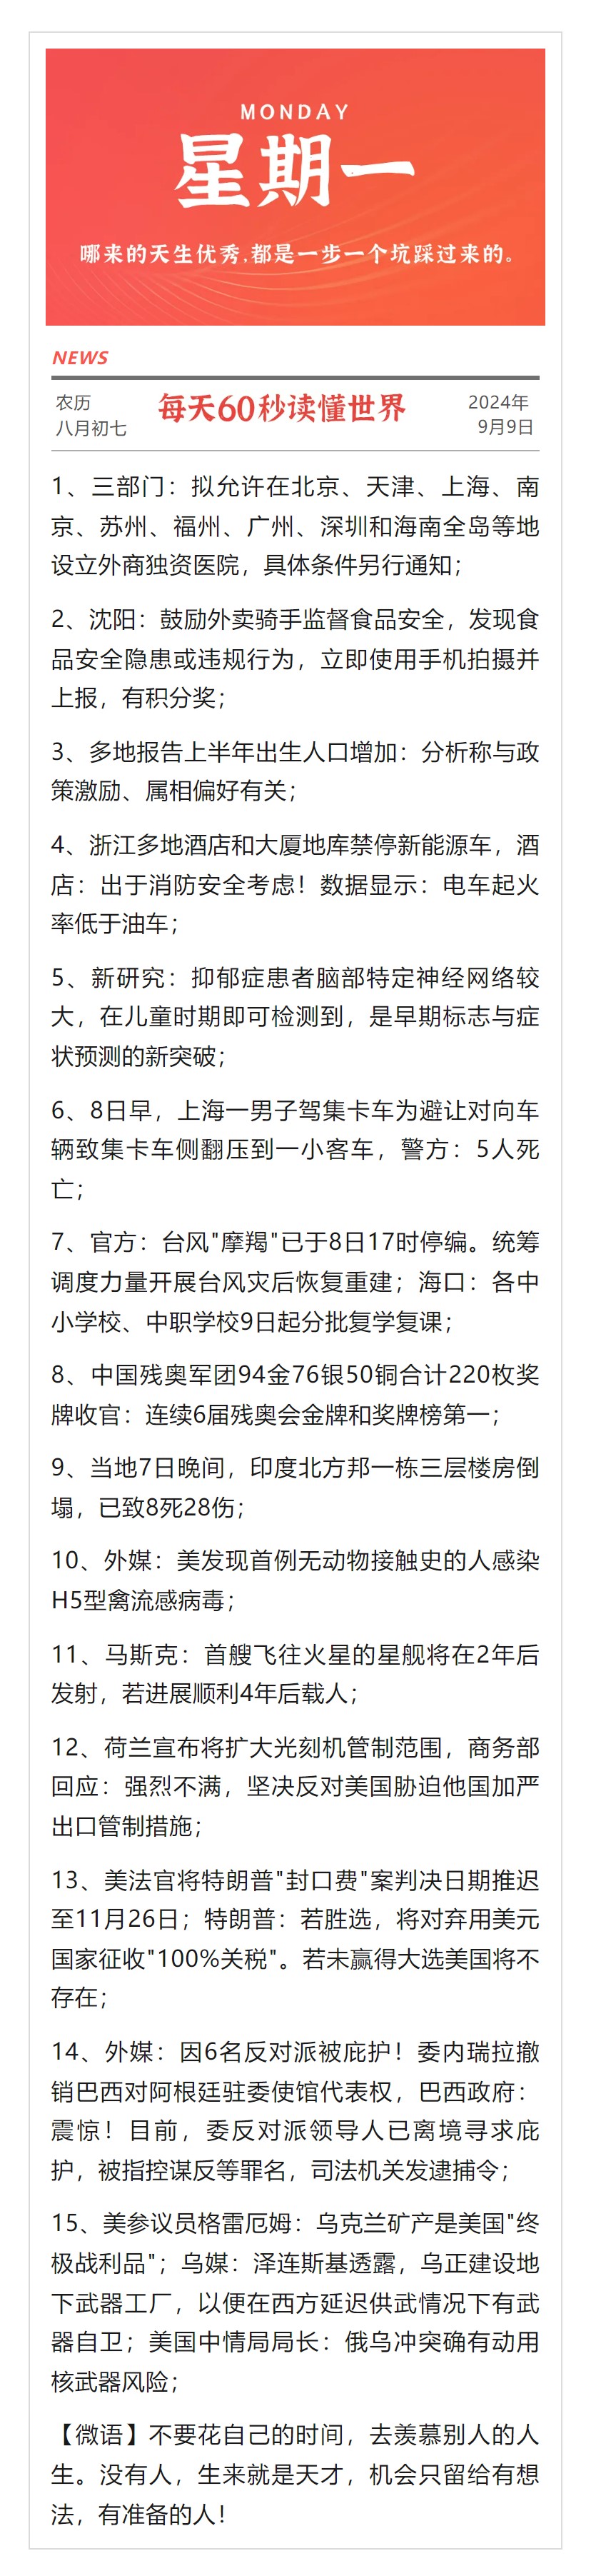 MONDAY
星期一
哪来的天生优秀,都是一步一个坑踩过来的。
NEWS
农历
八月初七
每天60秒读懂世界
2024年
9月9日
1、三部门：拟允许在北京、天津、上海、南
京、苏州、福州、广州、深圳和海南全岛等地
设立外商独资医院，具体条件另行通知；
2、沈阳：鼓励外卖骑手监督食品安全，发现食
品安全隐患或违规行为，立即使用手机拍摄并
上报，有积分奖；
3、多地报告上半年出生人口增加：分析称与政
策激励、属相偏好有关；
4、浙江多地酒店和大厦地库禁停新能源车，酒
店：出于消防安全考虑！数据显示：电车起火
率低于油车；
5、新研究：抑郁症患者脑部特定神经网络较
大，在儿童时期即可检测到，是早期标志与症
状预测的新突破；
6、8日早，上海一男子驾集卡车为避让对向车
辆致集卡车侧翻压到一小客车，警方：5人死
亡；
7、官方：台风"摩羯"已于8日17时停编。统筹
调度力量开展台风灾后恢复重建；海口：各中
小学校、中职学校9日起分批复学复课；
8、中国残奥军团94金76银50铜合计220枚奖
牌收官：连续6届残奥会金牌和奖牌榜第一；
9、当地7日晚间，印度北方邦一栋三层楼房倒
塌，已致8死28伤；
10、外媒：美发现首例无动物接触史的人感染
H5型禽流感病毒；
11、马斯克：首艘飞往火星的星舰将在2年后
发射，若进展顺利4年后载人；
12、荷兰宣布将扩大光刻机管制范围，商务部
回应：强烈不满，坚决反对美国胁迫他国加严
出口管制措施；
13、美法官将特朗普"封口费"案判决日期推迟
至11月26日；特朗普：若胜选，将对弃用美元
国家征收"100%关税"。若未赢得大选美国将不
存在；
14、外媒：因6名反对派被庇护！委内瑞拉撤
销巴西对阿根廷驻委使馆代表权，巴西政府：
震惊！目前，委反对派领导人已离境寻求庇
护，被指控谋反等罪名，司法机关发逮捕令；
15、美参议员格雷厄姆：乌克兰矿产是美国"终
极战利品"；乌媒：泽连斯基透露，乌正建设地
下武器工厂，以便在西方延迟供武情况下有武
器自卫；美国中情局局长：俄乌冲突确有动用
核武器风险；
【微语】不要花自己的时间，去羡慕别人的人
生。没有人，生来就是天才，机会只留给有想
法，有准备的人！